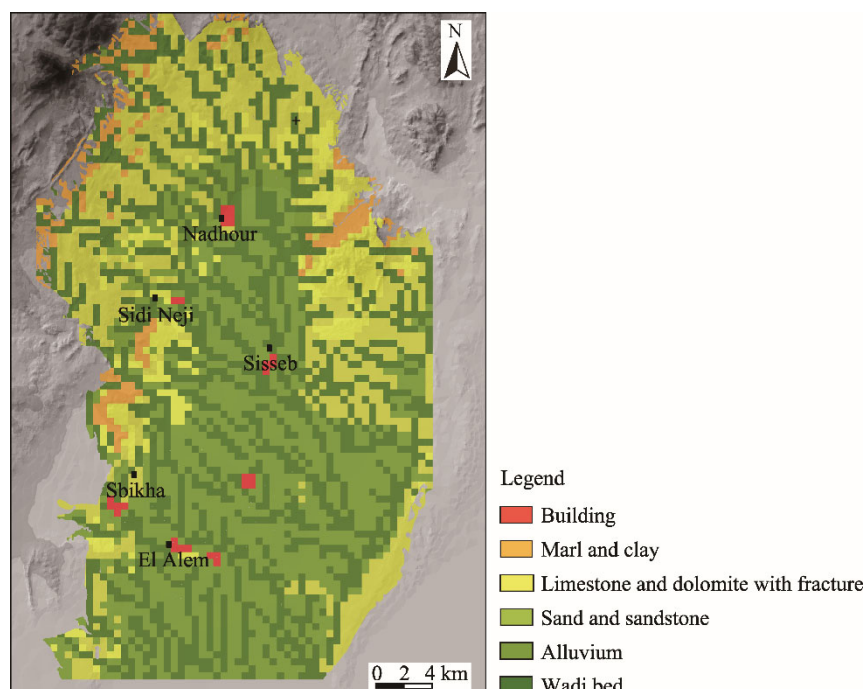 N
Nadhour
Sidi Neji
Sisseb
Sbikha
El Alem
0 2 4 km
Legend
Building
Marl and clay
Limestone and dolomite with fracture
Sand and sandstone
Alluvium
Wadi bed